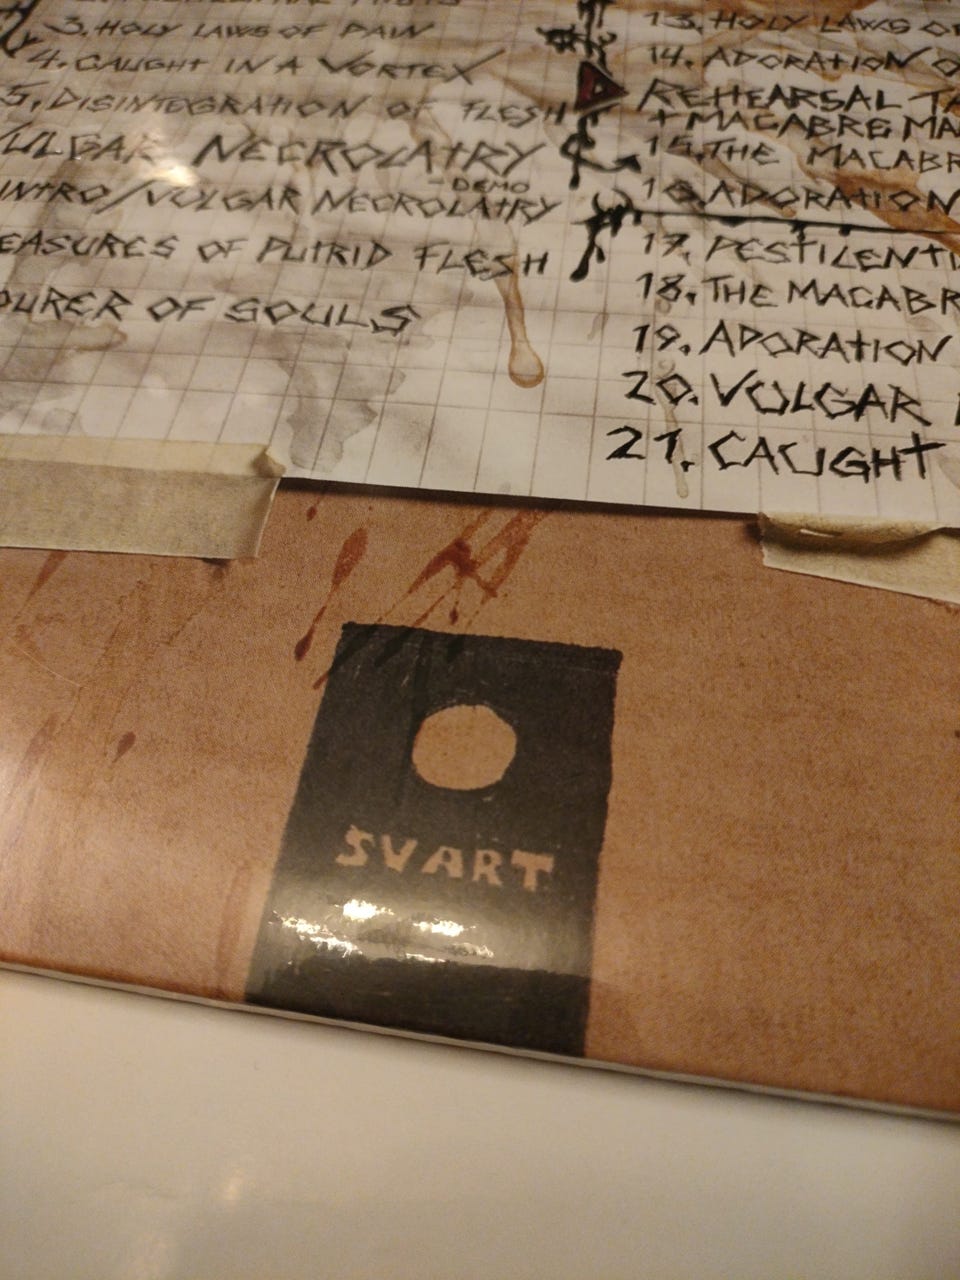 3. HOLY LAWS OF PAIN
4. CAUGHT IN A VORTEX
5. DISINTEGRATION OF FLESH
VULGAR NECROLATRY
- DEMO
INTRO/VULGAR NECROLATRY
EASURES OF PUTRID FLESH
OURER OF SOULS
13. HOLY LAWS O
14. ADORATION O
REHEARSAL TA
+ MACABRE MA
15. THE MACABR
16. ADORATION
17. PESTILENTI
18. THE MACABR
19. ADORATION
20. VULGAR
21. CAUGHT
SVART